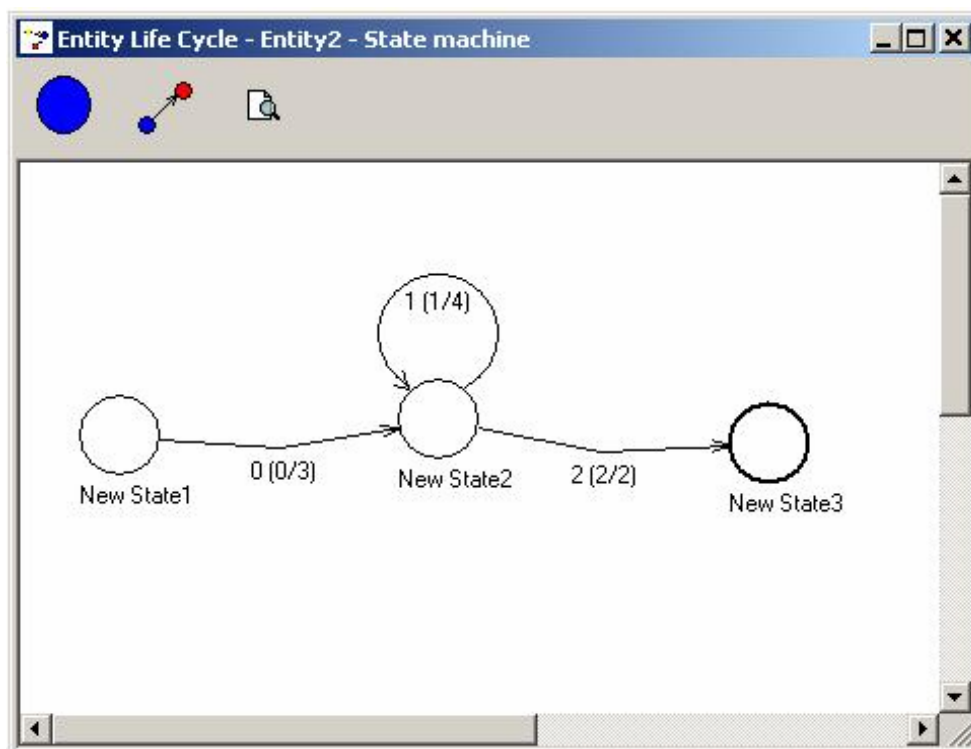 Entity Life Cycle - Entity2 - State machine
1 (1/4)
0 (0/3)
2 (2/2)
New State1
New State2
New State3